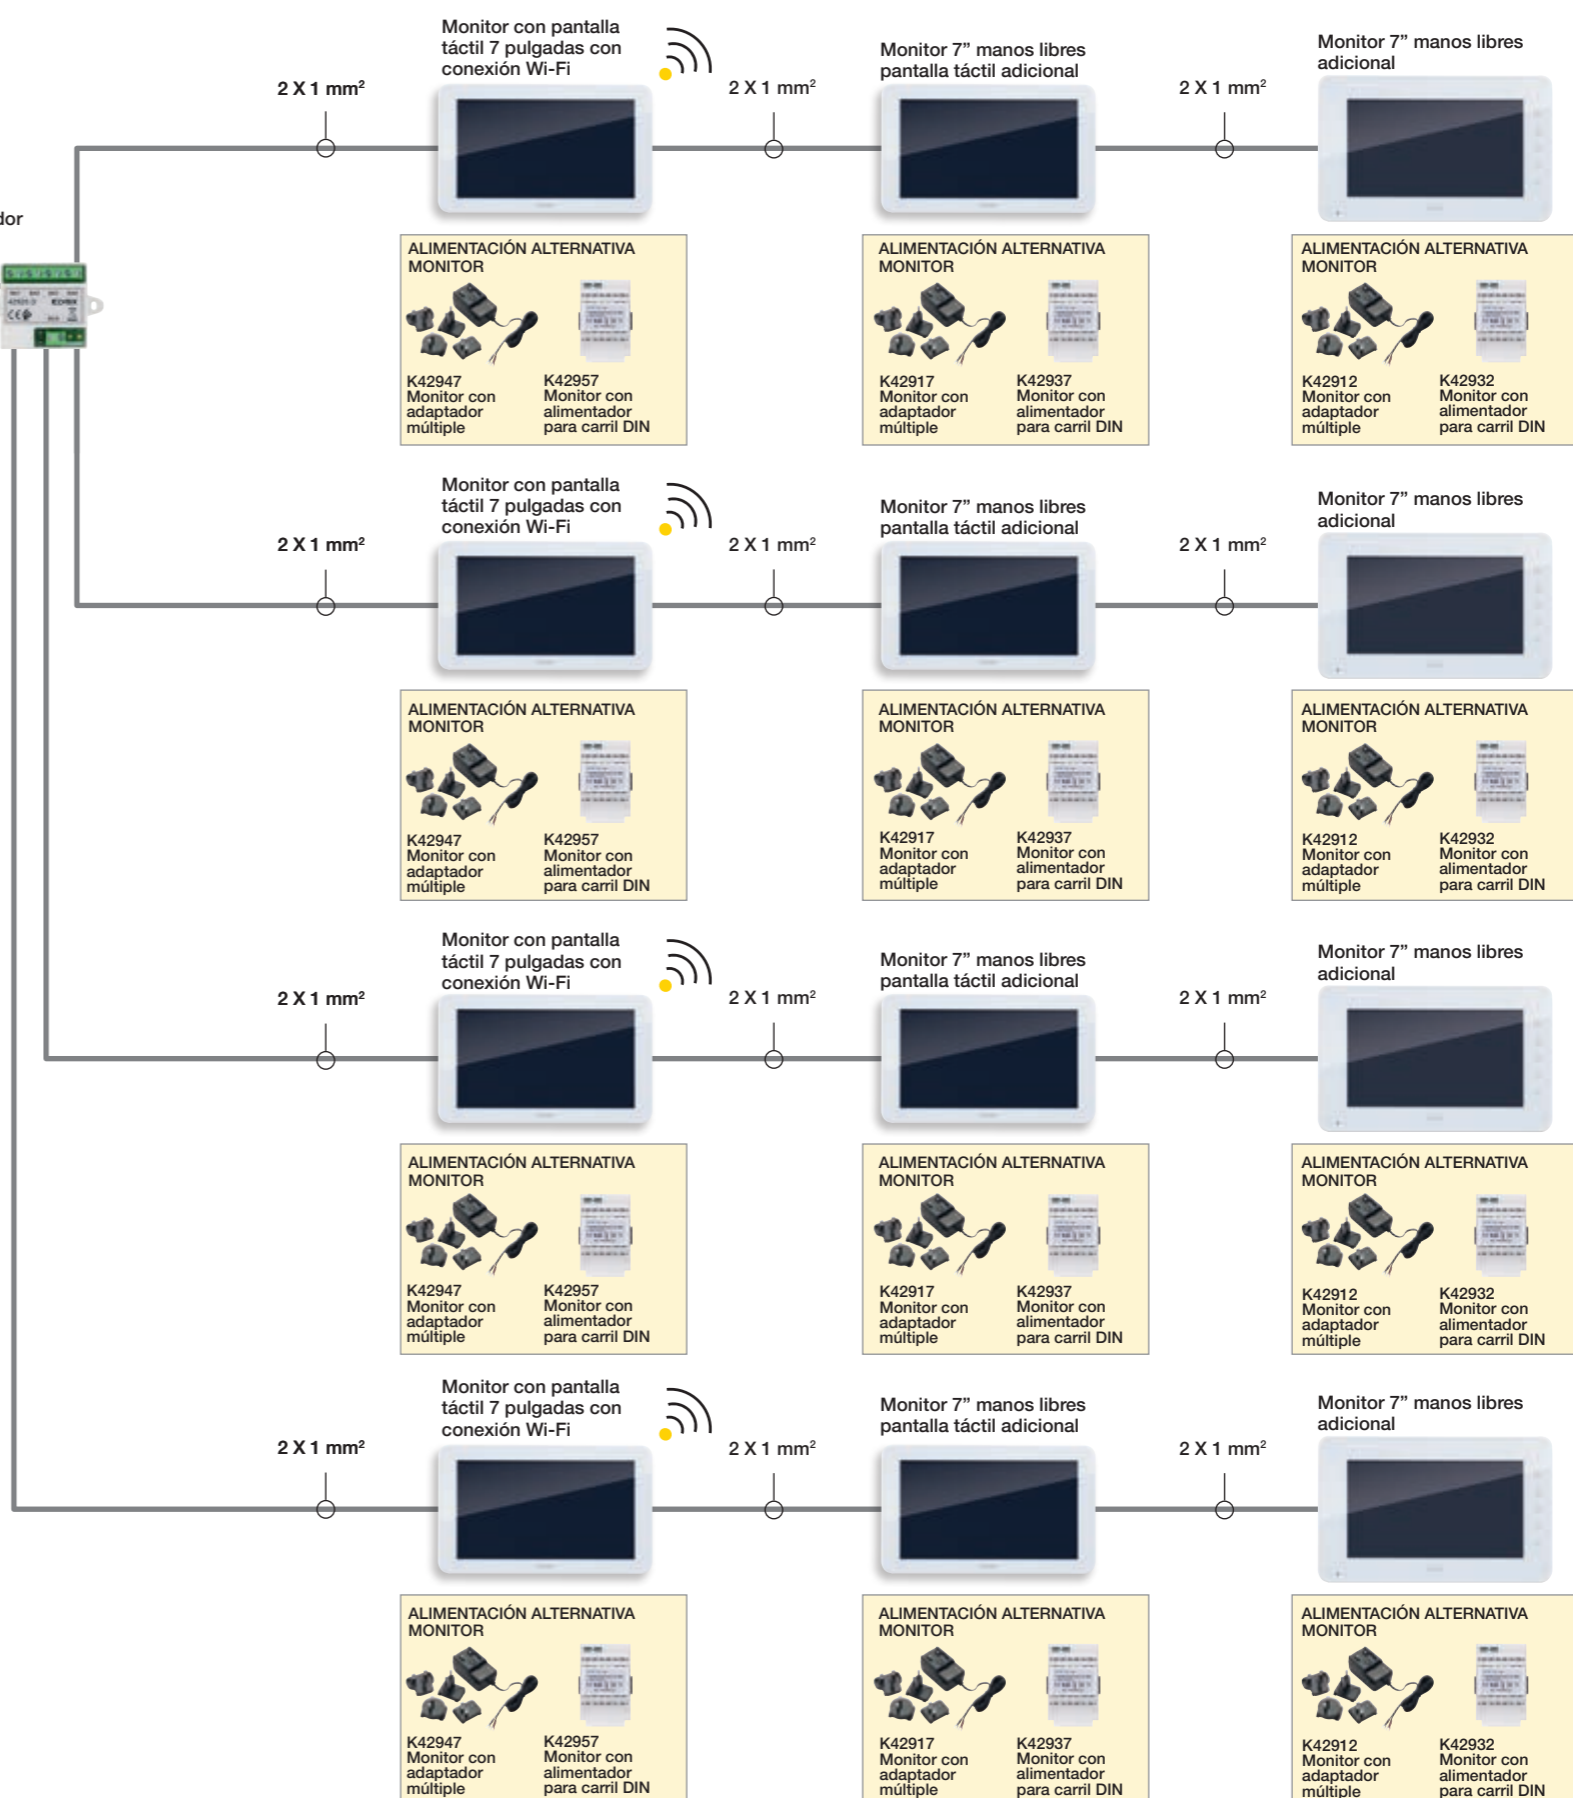 Monitor con pantalla
táctil 7 pulgadas con
conexión Wi-Fi
Monitor 7” manos libres
pantalla táctil adicional
Monitor 7” manos libres
adicional
2 X 1 mm²
2 X 1 mm²
2 X 1 mm²
ALIMENTACIÓN ALTERNATIVA
MONITOR
K42947
Monitor con
adaptador
múltiple
K42957
Monitor con
alimentador
para carril DIN
ALIMENTACIÓN ALTERNATIVA
MONITOR
K42917
Monitor con
adaptador
múltiple
K42937
Monitor con
alimentador
para carril DIN
ALIMENTACIÓN ALTERNATIVA
MONITOR
K42912
Monitor con
adaptador
múltiple
K42932
Monitor con
alimentador
para carril DIN
Monitor con pantalla
táctil 7 pulgadas con
conexión Wi-Fi
Monitor 7” manos libres
pantalla táctil adicional
Monitor 7” manos libres
adicional
2 X 1 mm²
2 X 1 mm²
2 X 1 mm²
ALIMENTACIÓN ALTERNATIVA
MONITOR
K42947
Monitor con
adaptador
múltiple
K42957
Monitor con
alimentador
para carril DIN
ALIMENTACIÓN ALTERNATIVA
MONITOR
K42917
Monitor con
adaptador
múltiple
K42937
Monitor con
alimentador
para carril DIN
ALIMENTACIÓN ALTERNATIVA
MONITOR
K42912
Monitor con
adaptador
múltiple
K42932
Monitor con
alimentador
para carril DIN
Monitor con pantalla
táctil 7 pulgadas con
conexión Wi-Fi
Monitor 7” manos libres
pantalla táctil adicional
Monitor 7” manos libres
adicional
2 X 1 mm²
2 X 1 mm²
2 X 1 mm²
ALIMENTACIÓN ALTERNATIVA
MONITOR
K42947
Monitor con
adaptador
múltiple
K42957
Monitor con
alimentador
para carril DIN
ALIMENTACIÓN ALTERNATIVA
MONITOR
K42917
Monitor con
adaptador
múltiple
K42937
Monitor con
alimentador
para carril DIN
ALIMENTACIÓN ALTERNATIVA
MONITOR
K42912
Monitor con
adaptador
múltiple
K42932
Monitor con
alimentador
para carril DIN
Monitor con pantalla
táctil 7 pulgadas con
conexión Wi-Fi
Monitor 7” manos libres
pantalla táctil adicional
Monitor 7” manos libres
adicional
2 X 1 mm²
2 X 1 mm²
2 X 1 mm²
ALIMENTACIÓN ALTERNATIVA
MONITOR
K42947
Monitor con
adaptador
múltiple
K42957
Monitor con
alimentador
para carril DIN
ALIMENTACIÓN ALTERNATIVA
MONITOR
K42917
Monitor con
adaptador
múltiple
K42937
Monitor con
alimentador
para carril DIN
ALIMENTACIÓN ALTERNATIVA
MONITOR
K42912
Monitor con
adaptador
múltiple
K42932
Monitor con
alimentador
para carril DIN